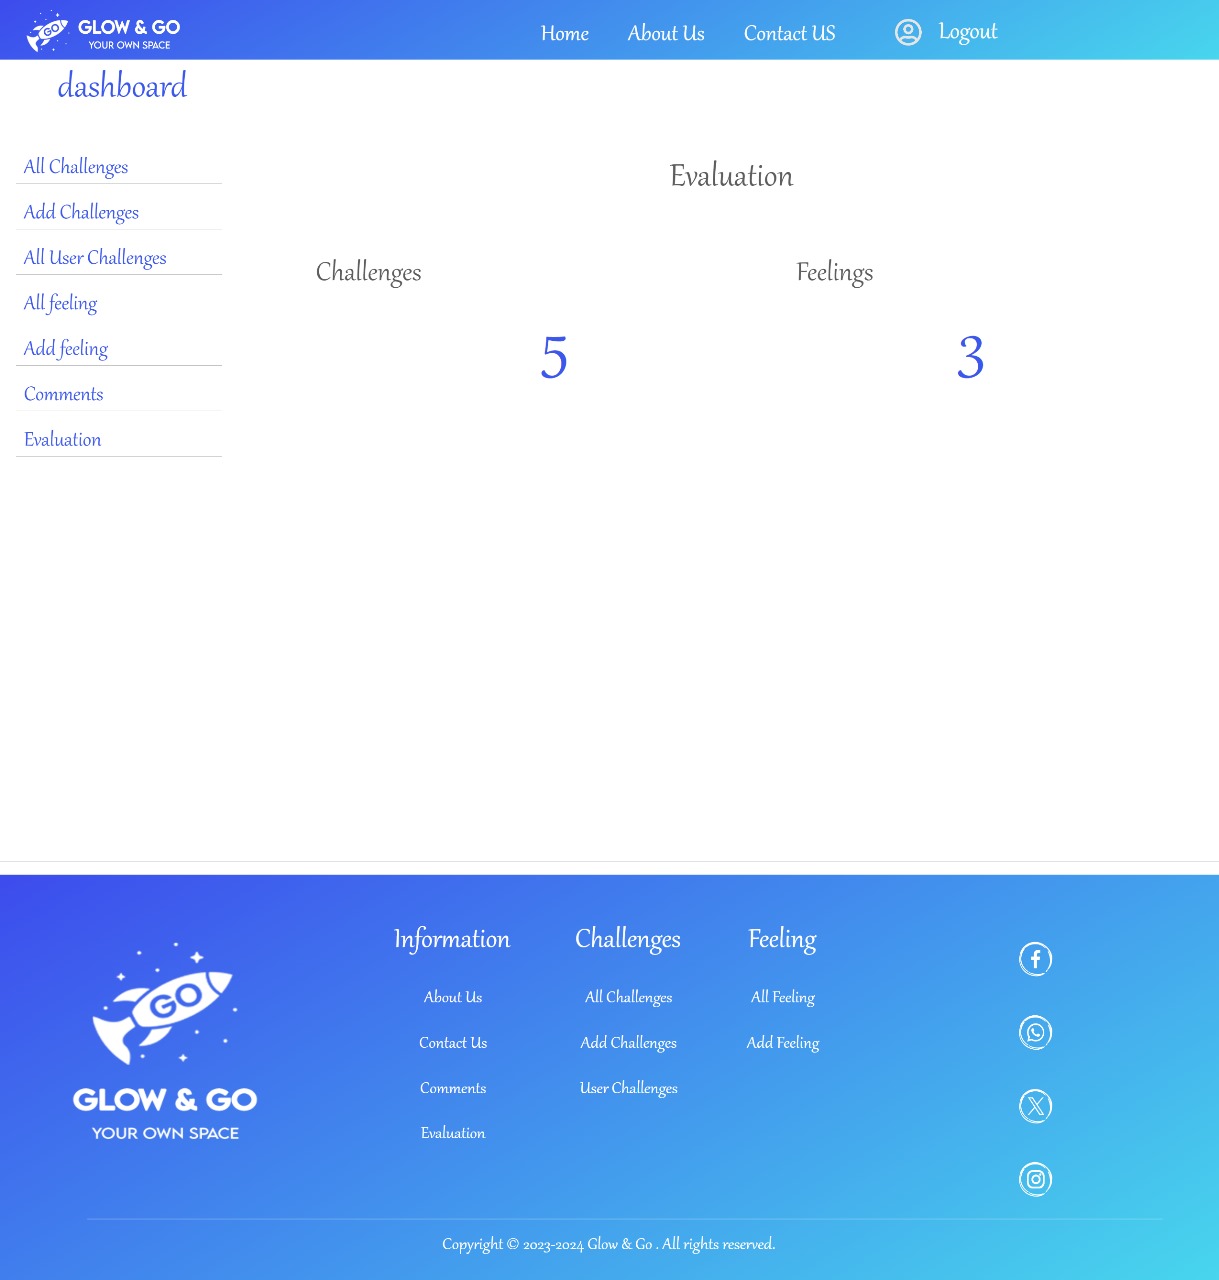 GO GLOW & GO
YOUR OWN SPACE
Home About Us Contact US Logout
dashboard
All Challenges
Add Challenges
All User Challenges
All feeling
Add feeling
Comments
Evaluation
Evaluation
Challenges
5
Feelings
3
GO
GLOW & GO
YOUR OWN SPACE
Information
About Us
Contact Us
Comments
Evaluation
Challenges
All Challenges
Add Challenges
User Challenges
Feeling
All Feeling
Add Feeling
Copyright © 2023-2024 Glow & Go . All rights reserved.